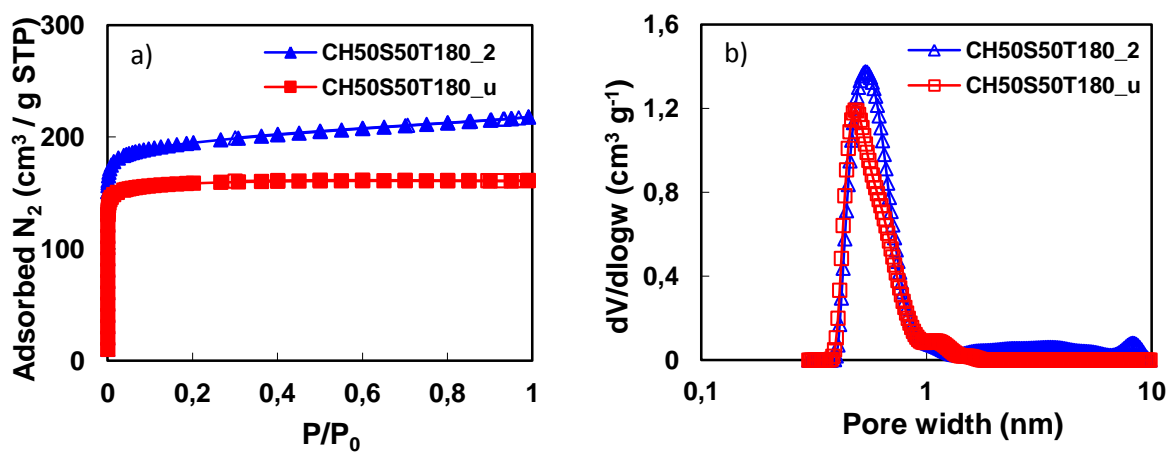 a)
CH50S50T180_2
CH50S50T180_u
Adsorbed N₂ (cm³ / g STP)
300
200
100
0
0 0,2 0,4 0,6 0,8 1
P/P₀
b)
CH50S50T180_2
CH50S50T180_u
dV/dlogw (cm³ g⁻¹)
1,6
1,2
0,8
0,4
0
0,1 1 10
Pore width (nm)